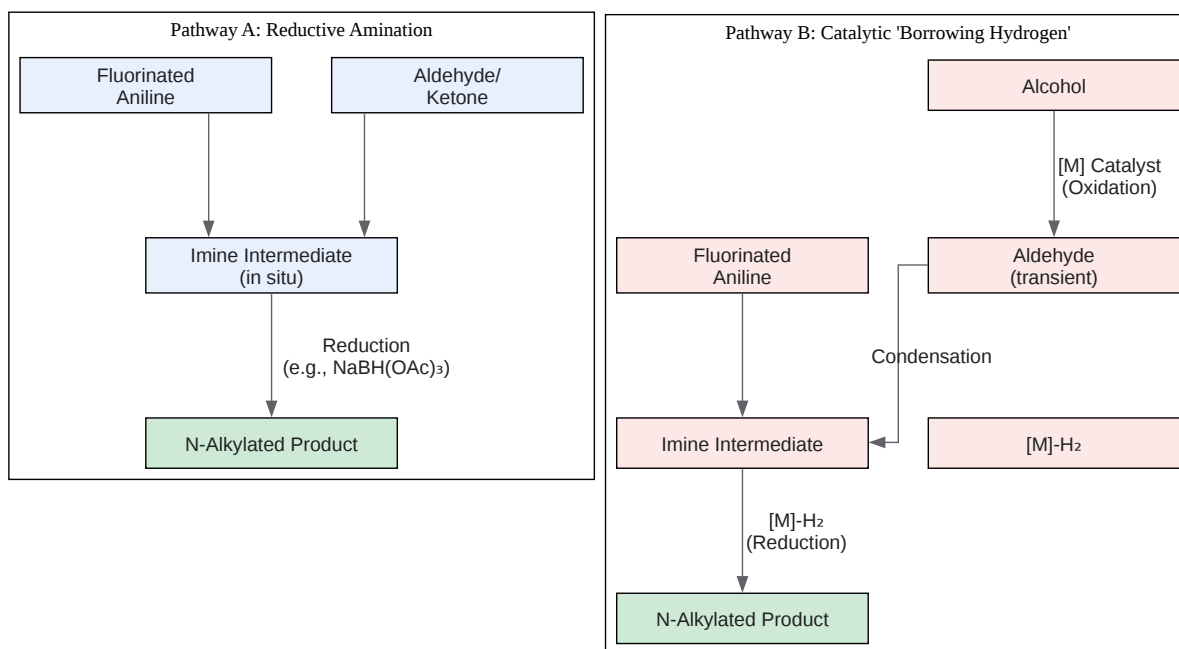 Pathway A: Reductive Amination
Fluorinated
Aniline
Aldehyde/
Ketone
Imine Intermediate
(in situ)
Reduction
(e.g., NaBH(OAc)₃)
N-Alkylated Product
Pathway B: Catalytic 'Borrowing Hydrogen'
Alcohol
[M] Catalyst
(Oxidation)
Fluorinated
Aniline
Aldehyde
(transient)
Condensation
Imine Intermediate
[M]-H₂
[M]-H₂
(Reduction)
N-Alkylated Product